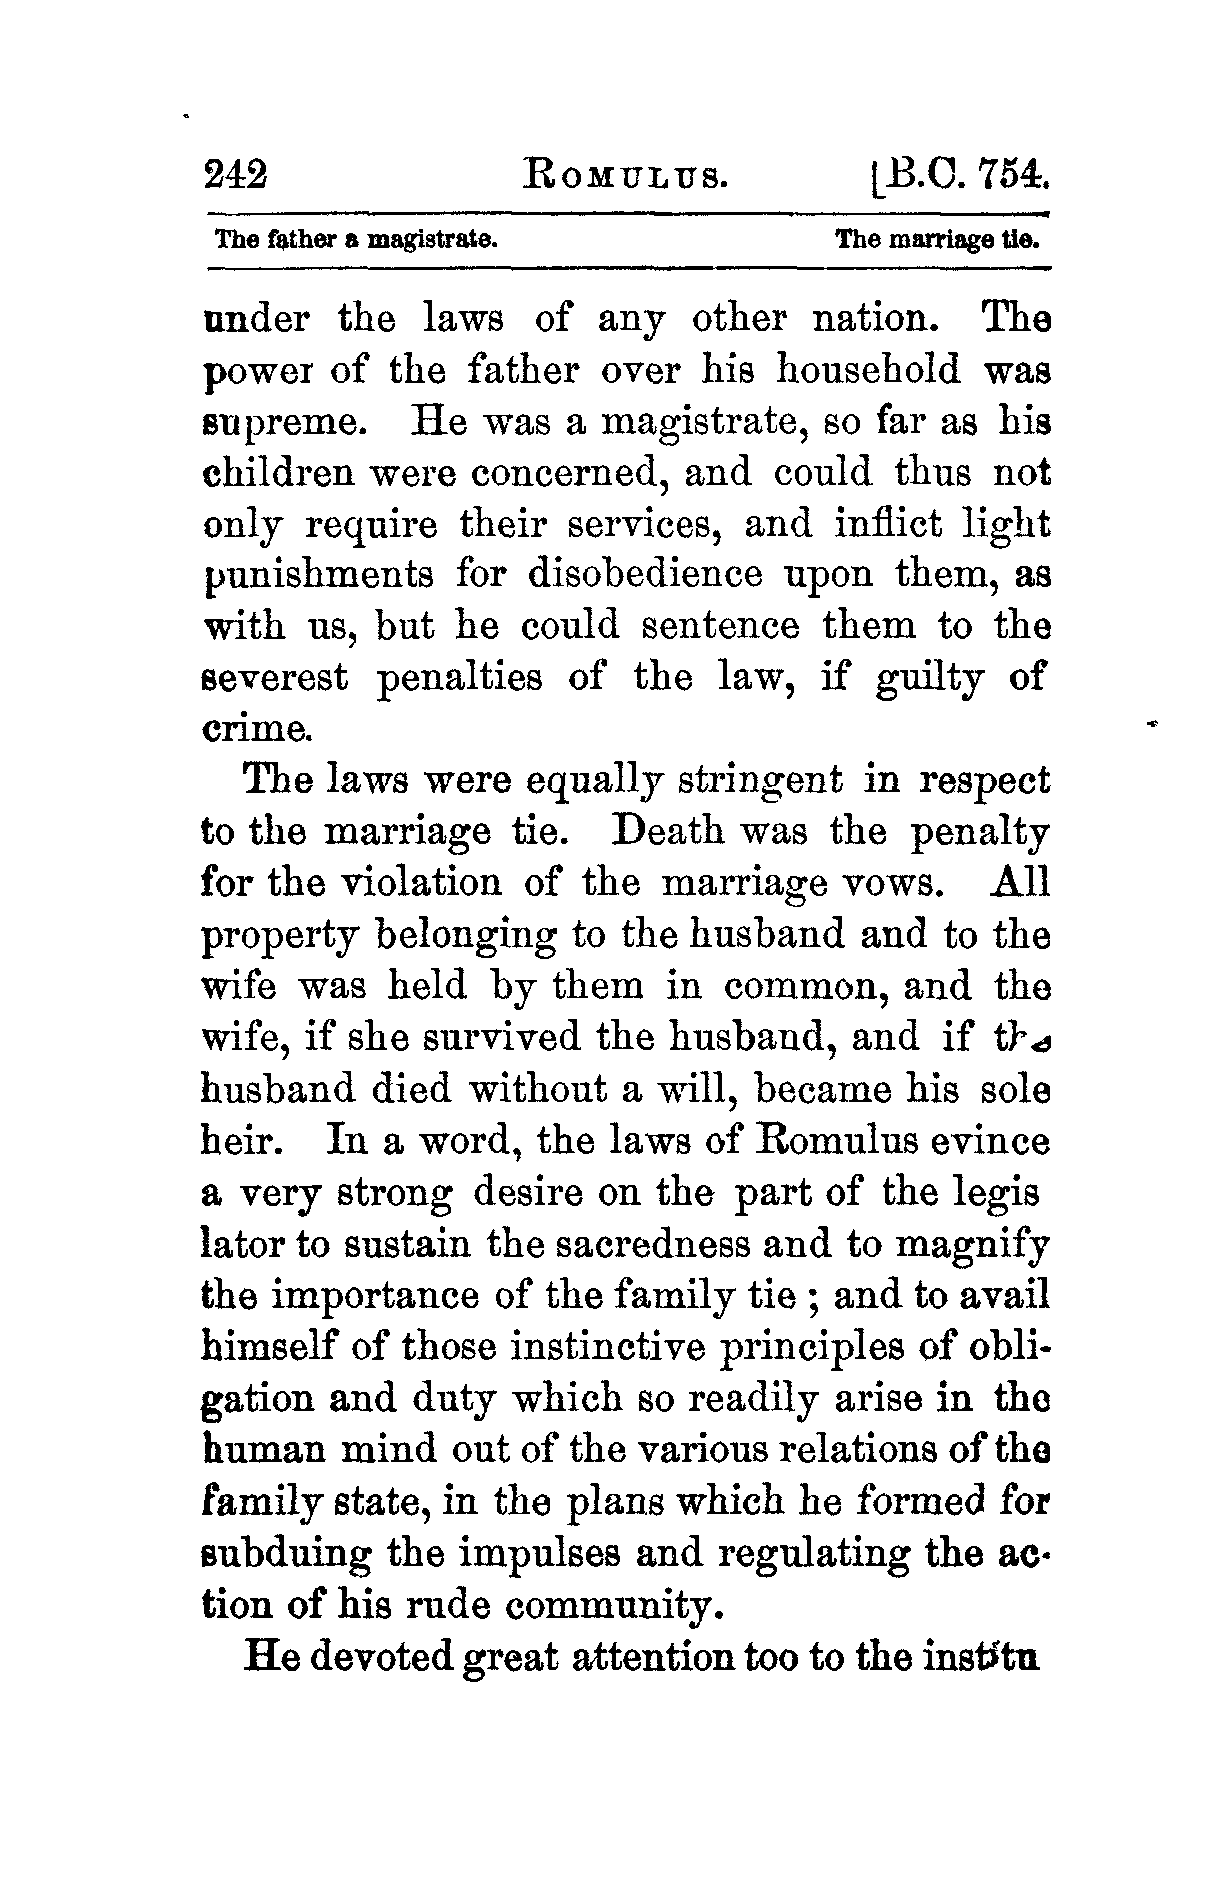 242 ROMULUS. [B.C. 754.
The father a magistrate. The marriage tie.
under the laws of any other nation. The
power of the father over his household was
supreme. He was a magistrate, so far as his
children were concerned, and could thus not
only require their services, and inflict light
punishments for disobedience upon them, as
with us, but he could sentence them to the
severest penalties of the law, if guilty of
crime.
The laws were equally stringent in respect
to the marriage tie. Death was the penalty
for the violation of the marriage vows. All
property belonging to the husband and to the
wife was held by them in common, and the
wife, if she survived the husband, and if the
husband died without a will, became his sole
heir. In a word, the laws of Romulus evince
a very strong desire on the part of the legis
lator to sustain the sacredness and to magnify
the importance of the family tie ; and to avail
himself of those instinctive principles of obli-
gation and duty which so readily arise in the
human mind out of the various relations of the
family state, in the plans which he formed for
subduing the impulses and regulating the ac-
tion of his rude community.
He devoted great attention too to the institu